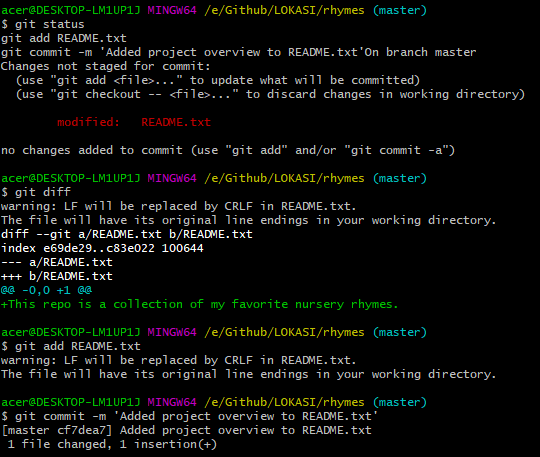 acer@DESKTOP-LM1UP1J MINGW64 /e/Github/LOKASI/rhymes (master)
$ git status
git add README.txt
git commit -m 'Added project overview to README.txt'On branch master
Changes not staged for commit:
  (use "git add <file>..." to update what will be committed)
  (use "git checkout -- <file>..." to discard changes in working directory)

        modified:   README.txt

no changes added to commit (use "git add" and/or "git commit -a")

acer@DESKTOP-LM1UP1J MINGW64 /e/Github/LOKASI/rhymes (master)
$ git diff
warning: LF will be replaced by CRLF in README.txt.
The file will have its original line endings in your working directory.
diff --git a/README.txt b/README.txt
index e69de29..c83e022 100644
--- a/README.txt
+++ b/README.txt
@@ -0,0 +1 @@
+This repo is a collection of my favorite nursery rhymes.

acer@DESKTOP-LM1UP1J MINGW64 /e/Github/LOKASI/rhymes (master)
$ git add README.txt
warning: LF will be replaced by CRLF in README.txt.
The file will have its original line endings in your working directory.

acer@DESKTOP-LM1UP1J MINGW64 /e/Github/LOKASI/rhymes (master)
$ git commit -m 'Added project overview to README.txt'
[master cf7dea7] Added project overview to README.txt
 1 file changed, 1 insertion(+)